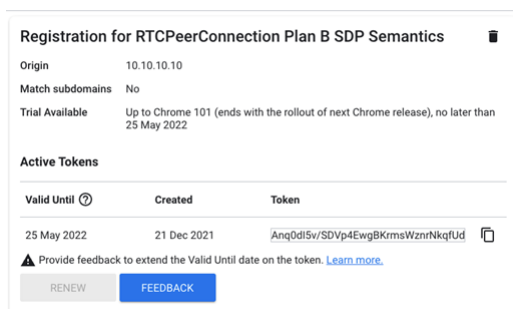 Registration for RTCPeerConnection Plan B SDP Semantics
Origin 10.10.10.10
Match subdomains No
Trial Available Up to Chrome 101 (ends with the rollout of next Chrome release), no later than
25 May 2022
Active Tokens
Valid Until Created Token
25 May 2022 21 Dec 2021 Anq0dI5v/SDVp4EwgBKrmsWznrNkqfUd
Provide feedback to extend the Valid Until date on the token. Learn more.
RENEW FEEDBACK